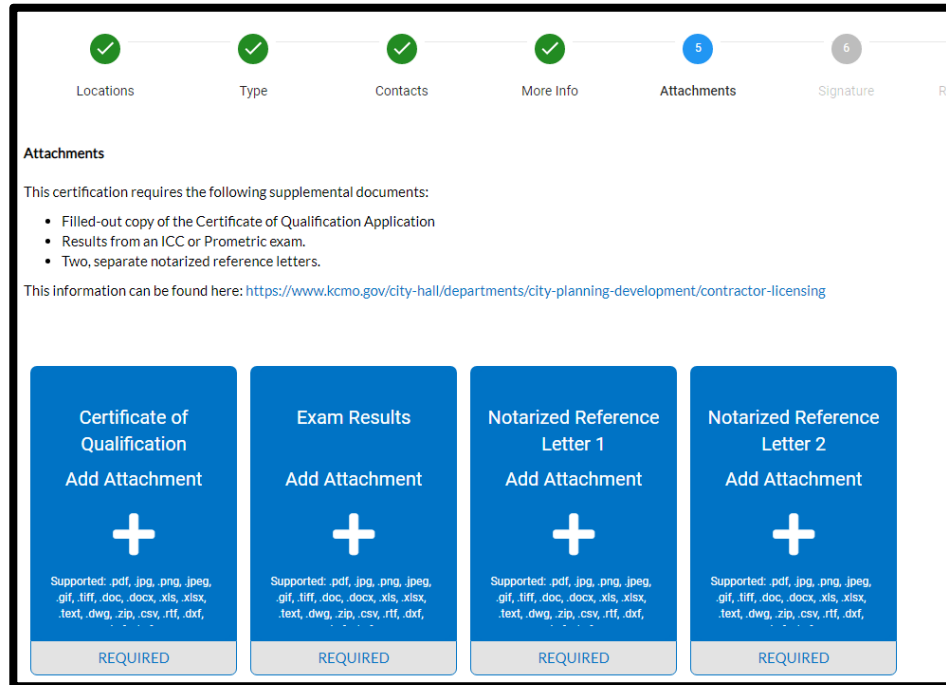 5
6
Locations
Type
Contacts
More Info
Attachments
Signature
R
Attachments
This certification requires the following supplemental documents:
• Filled-out copy of the Certificate of Qualification Application
• Results from an ICC or Prometric exam.
• Two, separate notarized reference letters.
This information can be found here: https://www.kcmo.gov/city-hall/departments/city-planning-development/contractor-licensing
Certificate of
Qualification
Add Attachment
Supported: .pdf, .jpg, .png, .jpeg,
.gif, .tiff, .doc, .docx, .xls, .xlsx,
.text, .dwg, .zip, .csv, .rtf, .dxf,
REQUIRED
Exam Results
Add Attachment
Supported: .pdf, .jpg, .png, .jpeg,
.gif, .tiff, .doc, .docx, .xls, .xlsx,
.text, .dwg, .zip, .csv, .rtf, .dxf,
REQUIRED
Notarized Reference
Letter 1
Add Attachment
Supported: .pdf, .jpg, .png, .jpeg,
.gif, .tiff, .doc, .docx, .xls, .xlsx,
.text, .dwg, .zip, .csv, .rtf, .dxf,
REQUIRED
Notarized Reference
Letter 2
Add Attachment
Supported: .pdf, .jpg, .png, .jpeg,
.gif, .tiff, .doc, .docx, .xls, .xlsx,
.text, .dwg, .zip, .csv, .rtf, .dxf,
REQUIRED